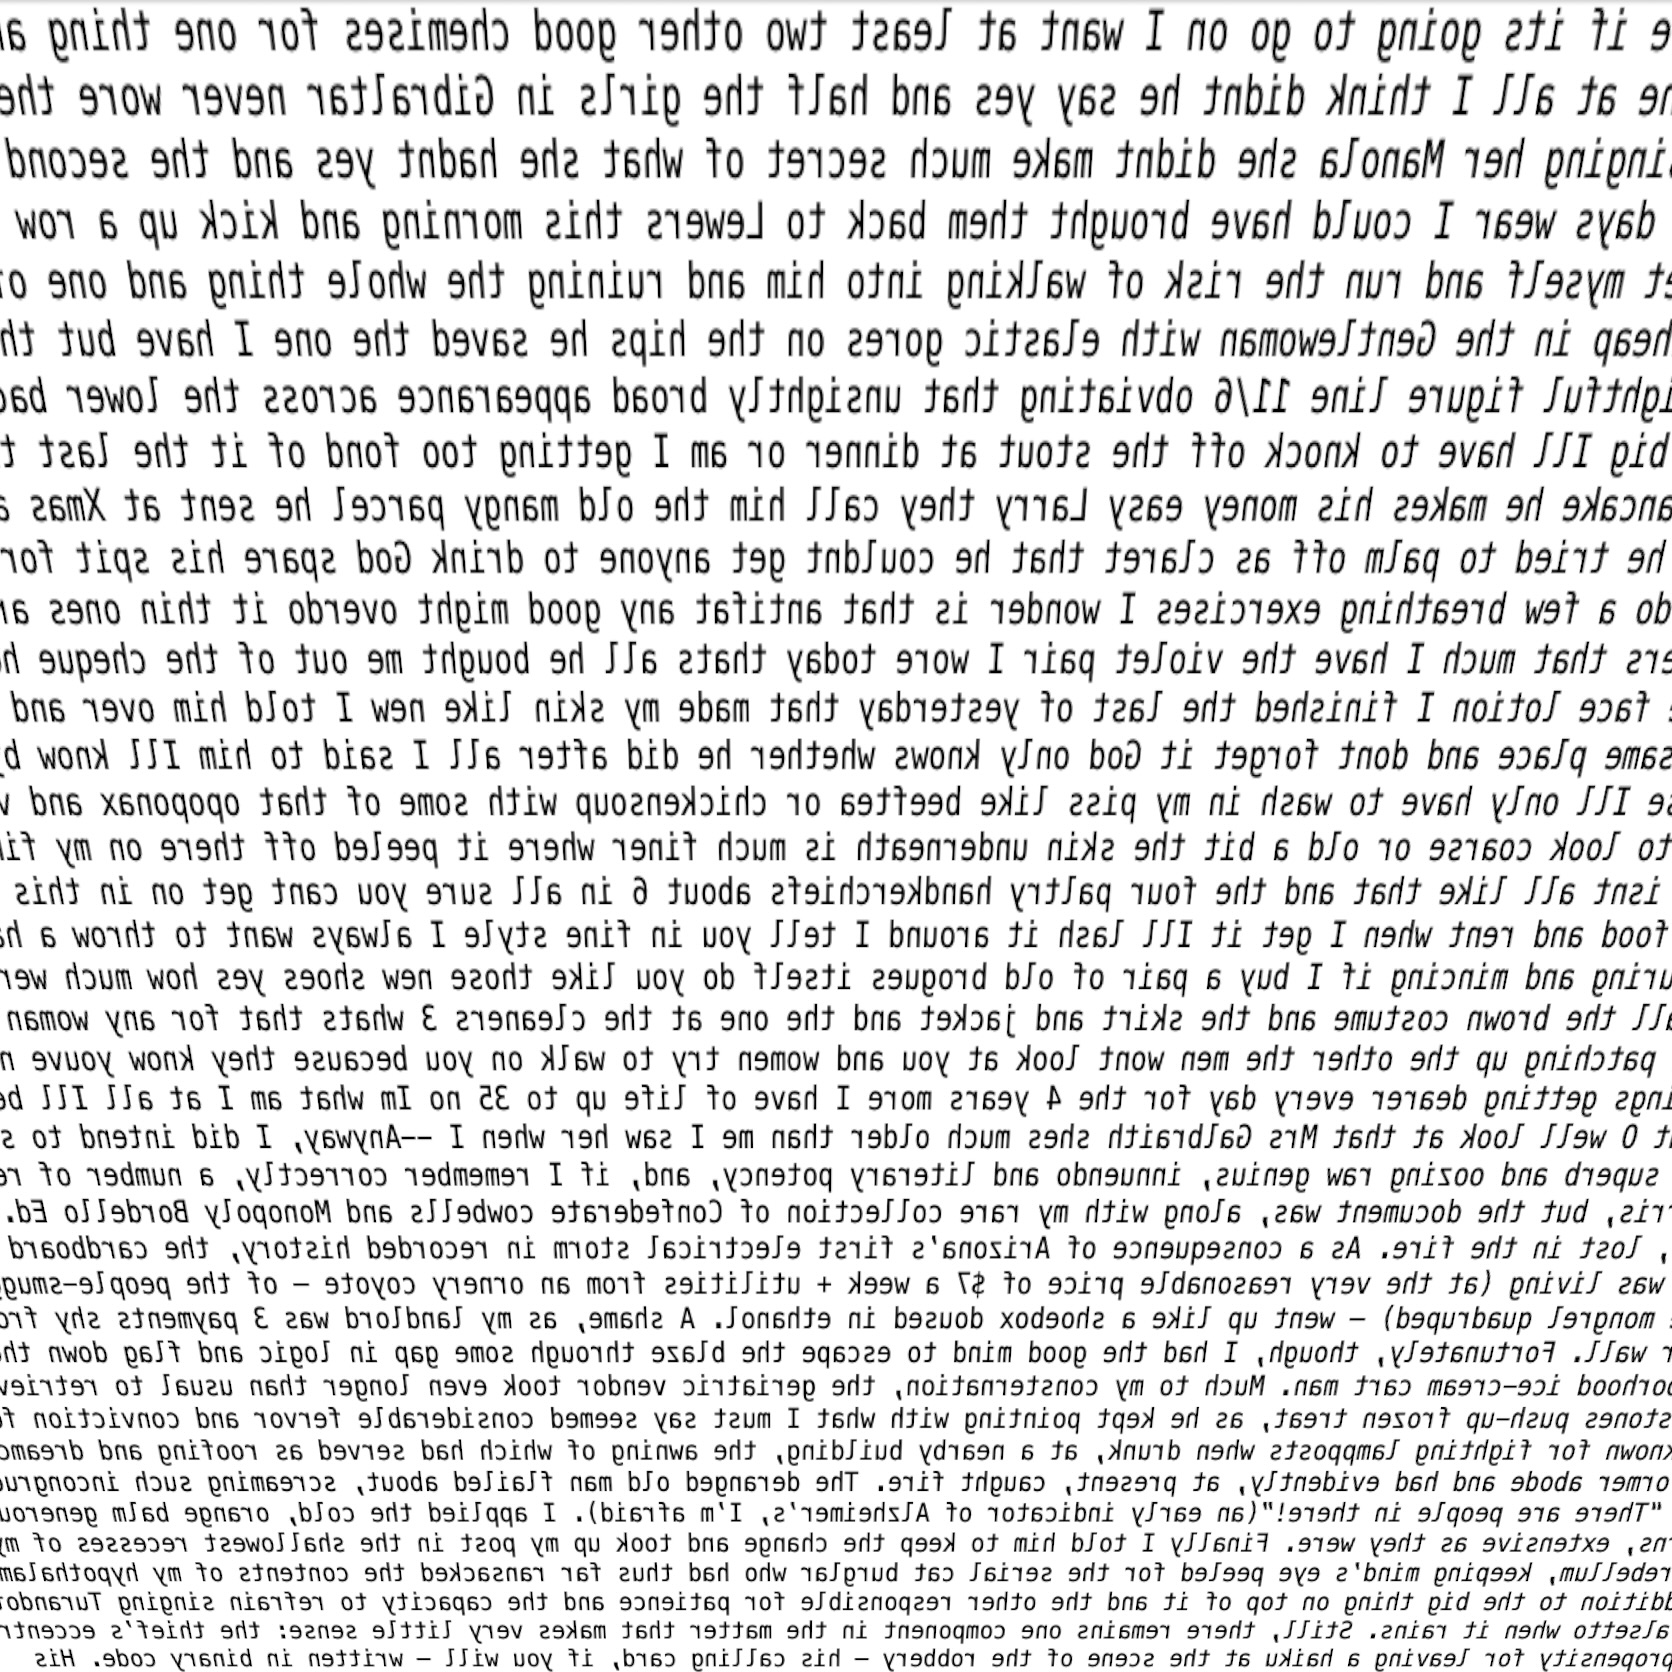 e if its going to go on I want at least two other good chemises for one thing a
ne at all I think didnt he say yes and half the girls in Gibraltar never wore the
inging her Manola she didnt make much secret of what she hadnt yes and the second
days wear I could have brought them back to Lewers this morning and kick up a row
et myself and run the risk of walking into him and ruining the whole thing and one o
heap in the Gentlewoman with elastic gores on the hips he saved the one I have but th
ightful figure line 11/6 obviating that unsightly broad appearance across the lower bac
big Ill have to knock off the stout at dinner or am I getting too fond of it the last t
ancake he makes his money easy Larry they call him the old mangy parcel he sent at Xmas a
he tried to palm off as claret that he couldnt get anyone to drink God spare his spit for
do a few breathing exercises I wonder is that antifat any good might overdo it thin ones ar
ers that much I have the violet pair I wore today thats all he bought me out of the cheque h
e face lotion I finished the last of yesterday that made my skin like new I told him over and
same place and dont forget it God only knows whether he did after all I said to him Ill know b
se Ill only have to wash in my piss like beeftea or chickensoup with some of that opoponax and v
to look coarse or old a bit the skin underneath is much finer where it peeled off there on my fi
isnt all like that and the four paltry handkerchiefs about 6 in all sure you cant get on in this
food and rent when I get it Ill lash it around I tell you in fine style I always want to throw a ha
uring and mincing if I buy a pair of old brogues itself do you like those new shoes yes how much wer
all the brown costume and the skirt and jacket and the one at the cleaners 3 whats that for any woman
patching up the other the men wont look at you and women try to walk on you because they know youve n
ings getting dearer every day for the 4 years more I have of life up to 35 no Im what am I at all Ill be
t O well look at that Mrs Galbraith shes much older than me I saw her when I --Anyway, I did intend to s
superb and oozing raw genius, innuendo and literary potency, and, if I remember correctly, a number of re
ris, but the document was, along with my rare collection of Confederate cowbells and Monopoly Bordello Ed.
, lost in the fire. As a consequence of Arizona's first electrical storm in recorded history, the cardboard
was living (at the very reasonable price of $7 a week + utilities from an ornery coyote – of the people-smugg
e mongrel quadruped) – went up like a shoebox doused in ethanol. A shame, as my landlord was 3 payments shy fro
r wall. Fortunately, though, I had the good mind to escape the blaze through some gap in logic and flag down th
oorhood ice-cream cart man. Much to my consternation, the geriatric vendor took even longer than usual to retriev
stones push-up frozen treat, as he kept pointing with what I must say seemed considerable fervor and conviction f
known for fighting lampposts when drunk, at a nearby building, the awning of which had served as roofing and dreamc
ormer abode and had evidently, at present, caught fire. The deranged old man flailed about, screaming such incongru
"There are people in there!"(an early indicator of Alzheimer's, I'm afraid). I applied the cold, orange balm generou
ns, extensive as they were. Finally I told him to keep the change and took up my post in the shallowest recesses of my
rebellum, keeping mind's eye peeled for the serial cat burglar who had thus far ransacked the contents of my hypothalam
ddition to the big thing on top of it and the other responsible for patience and the capacity to refrain singing Turando
alsetto when it rains. Still, there remains one component in the matter that makes very little sense: the thief's eccentr
propensity for leaving a haiku at the scene of the robbery – his calling card, if you will – written in binary code. His